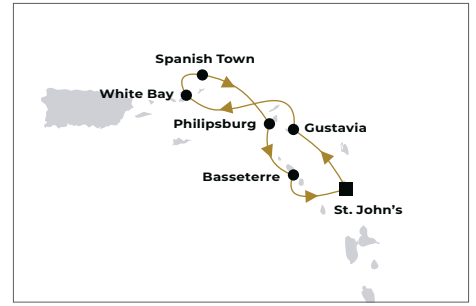 Spanish Town
White Bay
Philipsburg
Gustavia
Basseterre
St. John's